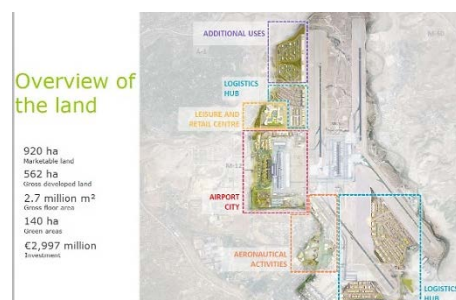 Overview of
the land
920 ha
Marketable land
562 ha
Gross developed land
2.7 million m²
Gross floor area
140 ha
Green areas
€2,997 million
Investment
ADDITIONAL USES
LOGISTICS
HUB
LEISURE AND
RETAIL CENTRE
AIRPORT
CITY
AERONAUTICAL
ACTIVITIES
LOGISTICS
HUB